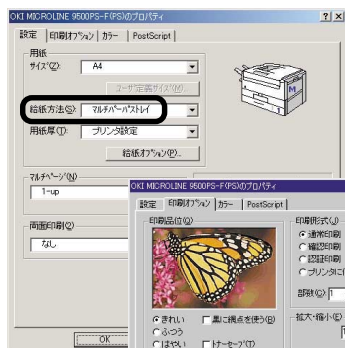 OKI MICROLINE 9500PS-F(PS)のプロパティ
設定 印刷オプション カラー PostScript
用紙
サイズ(Z): A4
ユーザ定義サイズ(M)..
給紙方法(S): マルチパーパストレイ
用紙厚(T): プリンタ設定
給紙オプション(P)..
マルチページ(N)
1-up
両面印刷(2)
なし
OK
OKI MICROLINE 9500PS-F(PS)のプロパティ
設定 印刷オプション カラー PostScript
印刷品位(Q) 印刷形式(J)
通常印刷
確認印刷
認証印刷
プリンタに
部数(C): 1
きれい 黒に網点を使う(B) 拡大・縮小(E)
ふつう
はやい トナーセーブ(T)